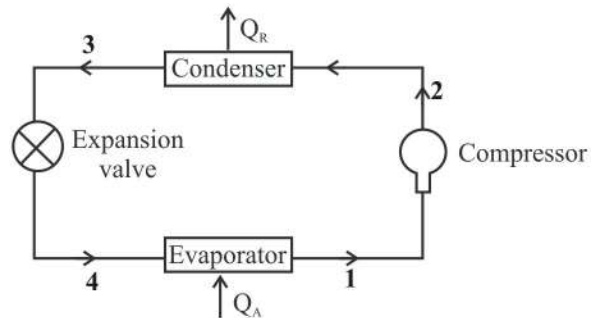 Q_R
3
Condenser
2
Expansion
valve
Compressor
Evaporator
4
1
Q_A